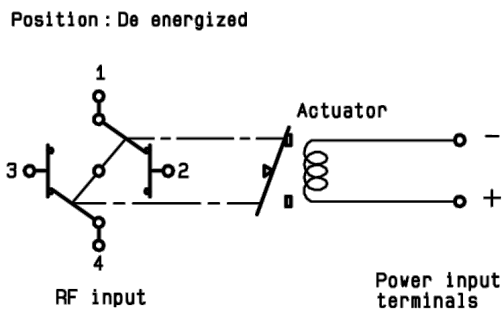 Position : De energized
1
Actuator
−
3
2
+
4
RF input
Power input
terminals